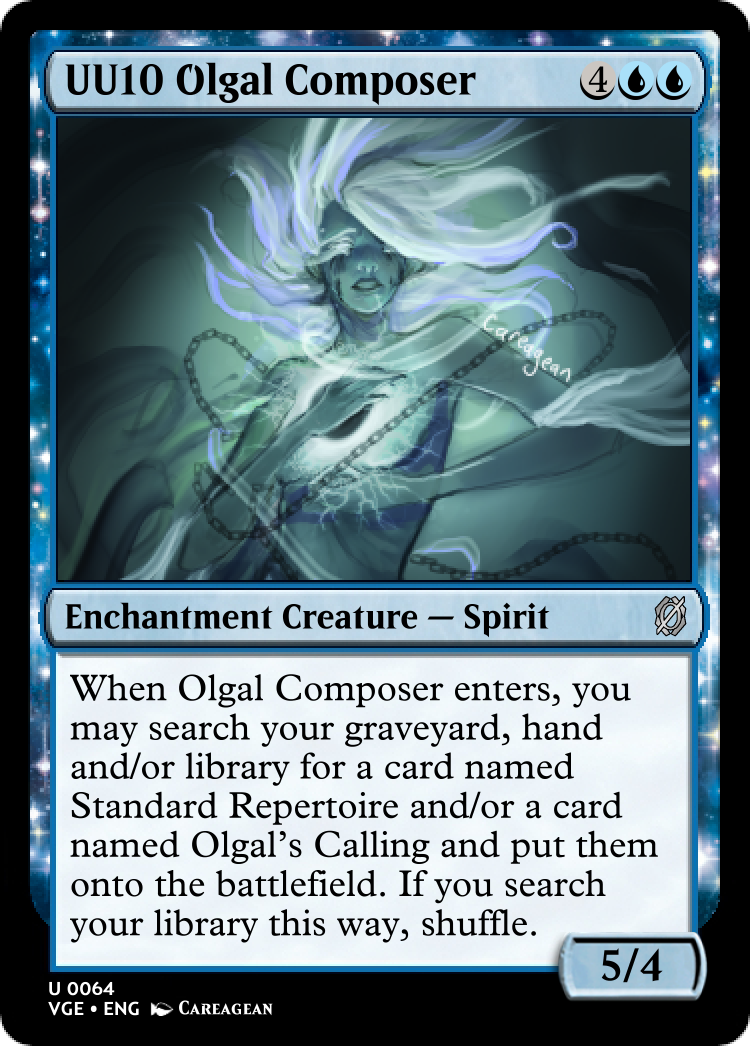 UU10 Olgal Composer 4
Careagean
Enchantment Creature — Spirit
When Olgal Composer enters, you
may search your graveyard, hand
and/or library for a card named
Standard Repertoire and/or a card
named Olgal's Calling and put them
onto the battlefield. If you search
your library this way, shuffle.
5/4
U 0064
VGE • ENG Careagean